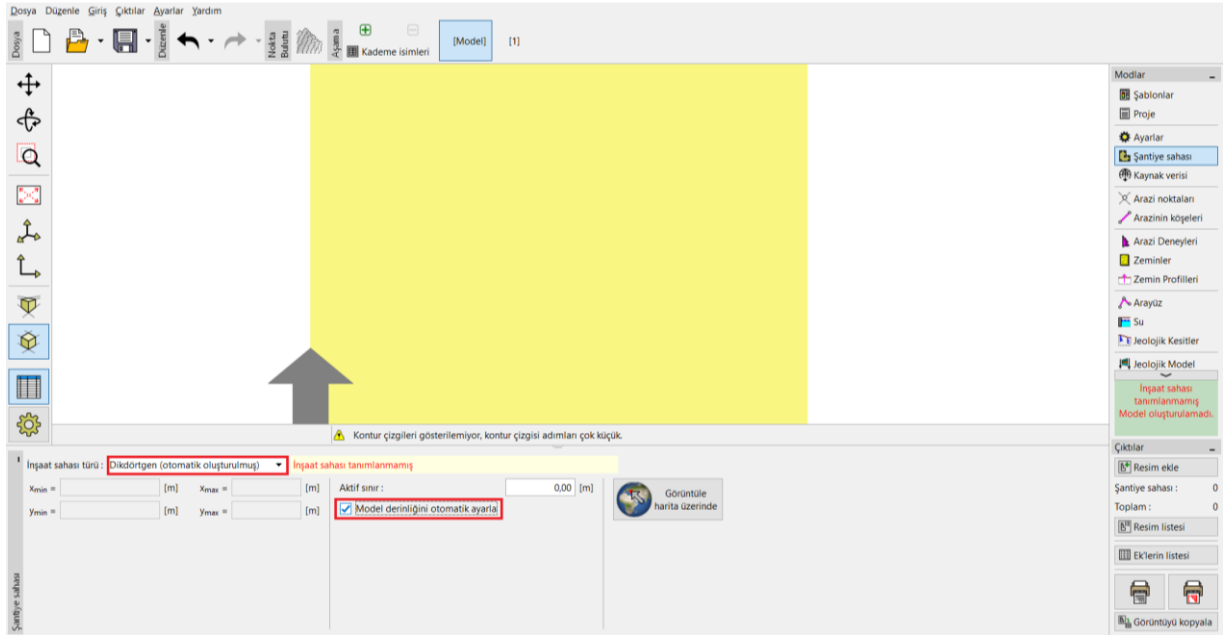 Dosya Düzenle Giriş Çıktılar Ayarlar Yardım
Dosya
Düzenle
Nokta
Bulutu
Aşama
Kademe isimleri
[Model]
[1]
Kontur çizgileri gösterilemiyor, kontur çizgisi adımları çok küçük.
Modlar
Şablonlar
Proje
Ayarlar
Şantiye sahası
Kaynak verisi
Arazi noktaları
Arazinin köşeleri
Arazi Deneyleri
Zeminler
Zemin Profilleri
Arayüz
Su
Jeolojik Kesitler
Jeolojik Model
İnşaat sahası
tanımlanmamış
Model oluşturulamadı.
Şantiye sahası
İnşaat sahası türü : Dikdörtgen (otomatik oluşturulmuş) İnşaat sahası tanımlanmamış
xmin = [m] xmax = [m]
ymin = [m] ymax = [m]
Aktif sınır : 0,00 [m]
Model derinliğini otomatik ayarla
Görüntüle
harita üzerinde
Çıktılar
Resim ekle
Şantiye sahası : 0
Toplam : 0
Resim listesi
Ek'lerin listesi
Görüntüyü kopyala